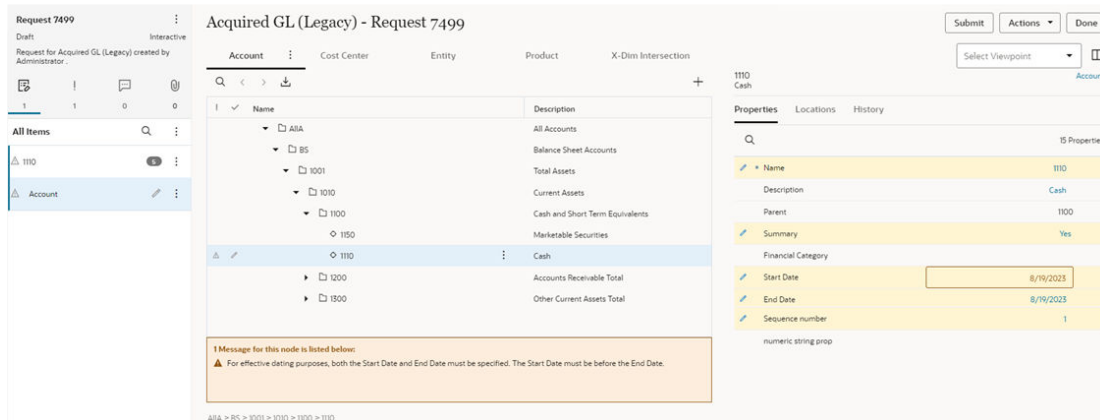 Request 7499
Draft Interactive
Request for Acquired GL (Legacy) created by
Administrator .
1 1 0 0
All Items
1110 5
Account
Acquired GL (Legacy) - Request 7499
Submit Actions Done
Account Cost Center Entity Product X-Dim Intersection
Select Viewpoint
Name Description
AllA All Accounts
BS Balance Sheet Accounts
1001 Total Assets
1010 Current Assets
1100 Cash and Short Term Equivalents
1150 Marketable Securities
1110 Cash
1200 Accounts Receivable Total
1300 Other Current Assets Total
1 Message for this node is listed below:
For effective dating purposes, both the Start Date and End Date must be specified. The Start Date must be before the End Date.
AllA > BS > 1001 > 1010 > 1100 > 1110
1110
Cash
Accoun
Properties Locations History
15 Propertie
* Name 1110
Description Cash
Parent 1100
Summary Yes
Financial Category
Start Date 8/19/2023
End Date 8/19/2023
Sequence number 1
numeric string prop